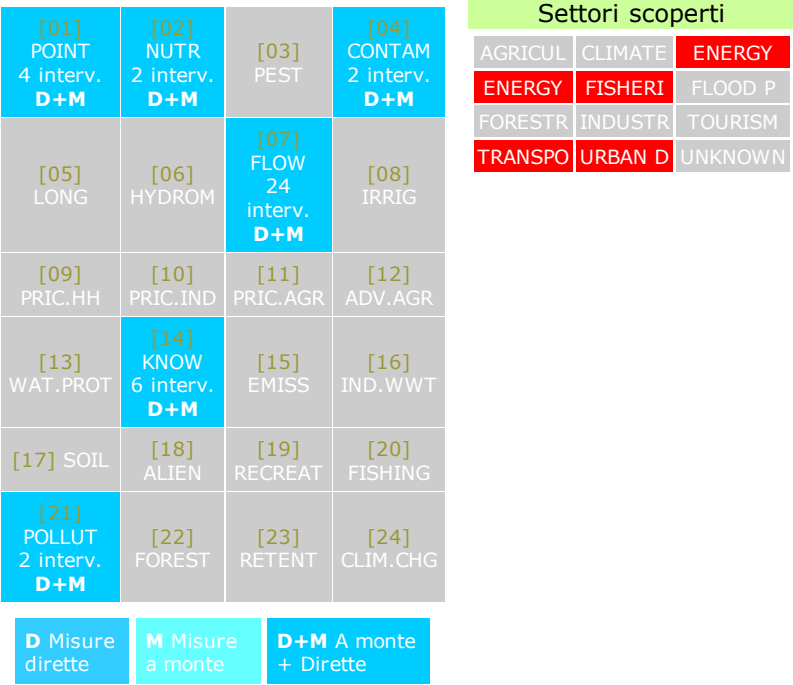 [01]
POINT
4 interv.
D+M
[02]
NUTR
2 interv.
D+M
[03]
PEST
[04]
CONTAM
2 interv.
D+M
[05]
LONG
[06]
HYDROM
[07]
FLOW
24
interv.
D+M
[08]
IRRIG
[09]
PRIC.HH
[10]
PRIC.IND
[11]
PRIC.AGR
[12]
ADV.AGR
[13]
WAT.PROT
[14]
KNOW
6 interv.
D+M
[15]
EMISS
[16]
IND.WWT
[17] SOIL
[18]
ALIEN
[19]
RECREAT
[20]
FISHING
[21]
POLLUT
2 interv.
D+M
[22]
FOREST
[23]
RETENT
[24]
CLIM.CHG
D Misure
dirette
M Misure
a monte
D+M A monte
+ Dirette
Settori scoperti
AGRICUL CLIMATE ENERGY
ENERGY FISHERI FLOOD P
FORESTR INDUSTR TOURISM
TRANSPO URBAN D UNKNOWN